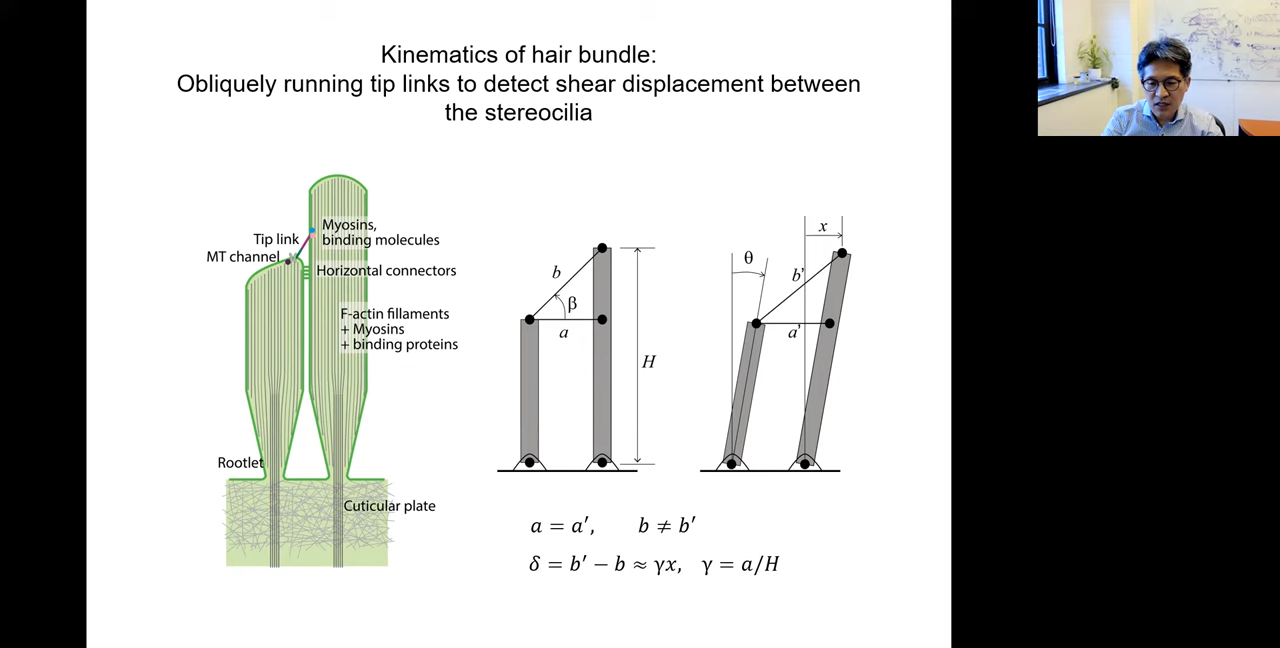 Kinematics of hair bundle:
Obliquely running tip links to detect shear displacement between
the stereocilia
Tip link
MT channel
Myosins,
binding molecules
Horizontal connectors
F-actin fillaments
+ Myosins
+ binding proteins
Rootlet
Cuticular plate
b
β
a
H
θ
x
b'
a'
a = a′, b ≠ b′
δ = b′ − b ≈ γx, γ = a/H